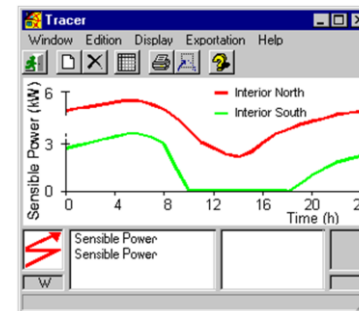 Tracer
Window Edition Display Exportation Help
Sensible Power (kW)
6
3
0
Interior North
Interior South
0 4 8 12 16 20 2
Time (h)
Sensible Power
Sensible Power
W